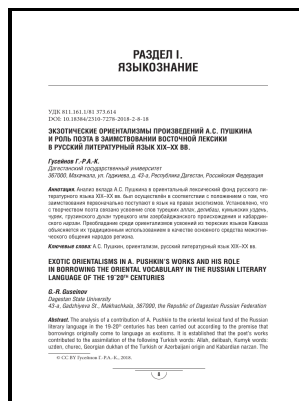 РАЗДЕЛ I.
ЯЗЫКОЗНАНИЕ
УДК 811.161.1/81 373.614
DOI: 10.18384/2310-7278-2018-2-8-18
ЭКЗОТИЧЕСКИЕ ОРИЕНТАЛИЗМЫ ПРОИЗВЕДЕНИЙ А.С. ПУШКИНА
И РОЛЬ ПОЭТА В ЗАИМСТВОВАНИИ ВОСТОЧНОЙ ЛЕКСИКИ
В РУССКИЙ ЛИТЕРАТУРНЫЙ ЯЗЫК XIX–XX ВВ.
Гусейнов Г.-Р.А.-К.
Дагестанский государственный университет
367000, Махачкала, ул. Гаджиева, д. 43-а, Республика Дагестан, Российская Федерация
Аннотация. Анализ вклада А.С. Пушкина в ориентальный лексический фонд русского ли-
тературного языка XIX–XX вв. был осуществлён в соответствии с положением о том, что
заимствования первоначально поступают в язык на правах экзотизмов. Установлено, что
с творчеством поэта связано усвоение слов турецких аллах, делибаш, кумыкских уздень,
чурек, грузинского духан турецкого или азербайджанского происхождения и кабардин-
ского нарзан. Преобладание среди ориентализмов усвоений из тюркских языков Кавказа
объясняется их традиционным использованием в качестве основного средства межэтни-
ческого общения народов региона.
Ключевые слова: А.С. Пушкин, ориентализм, русский литературный язык XIX–XX вв.
EXOTIC ORIENTALISMS IN A. PUSHKIN'S WORKS AND HIS ROLE
IN BORROWING THE ORIENTAL VOCABULARY IN THE RUSSIAN LITERARY
LANGUAGE OF THE 19–20th CENTURIES
G.-R. Guseinov
Dagestan State University
43-a, Gadzhiyeva St., Makhachkala, 367000, the Republic of Dagestan Russian Federation
Abstract. The analysis of a contribution of A. Pushkin to the oriental lexical fund of the Russian
literary language in the 19-20th centuries has been carried out according to the premise that
borrowings originally come to language as exotisms. It is established that the poet's works
contributed to the assimilation of the following Turkish words: Allah, delibash, Kumyk words:
uzden, churec, Georgian dukhan of the Turkish or Azerbaijani origin and Kabardian narzan. The
© CC BY Гусейнов Г.-Р.А.-К., 2018.
8